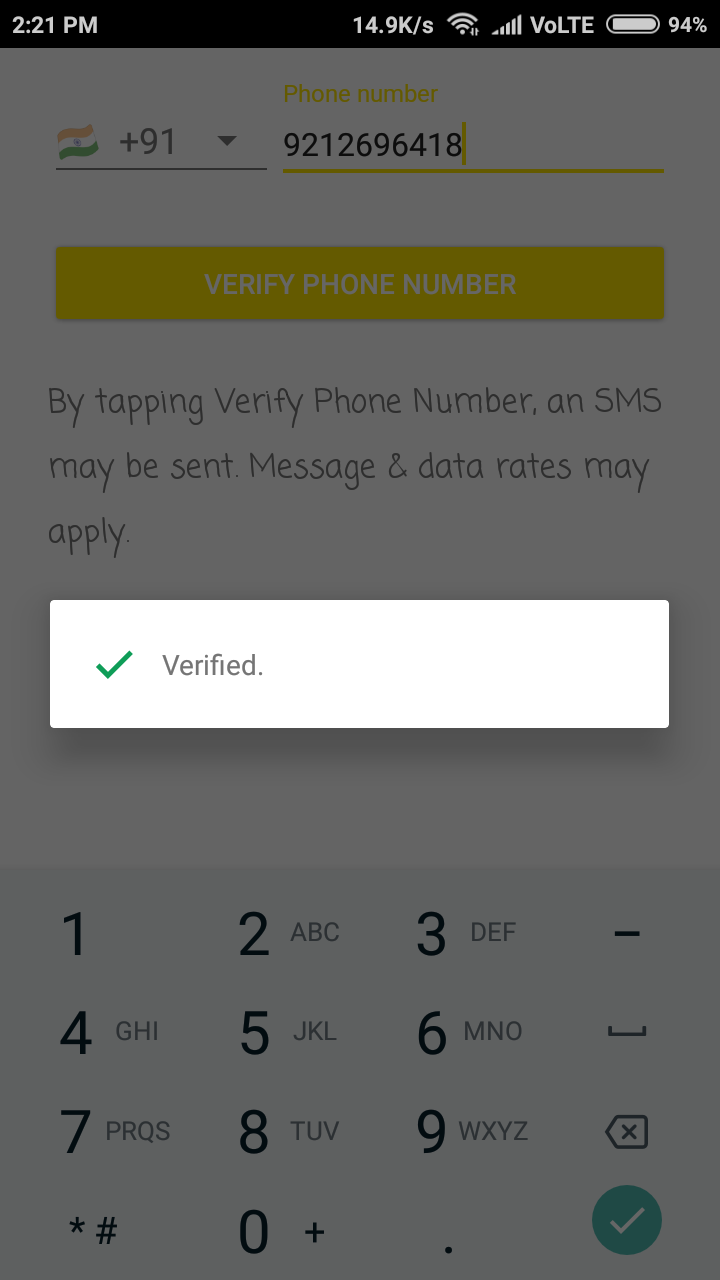 2:21 PM 14.9K/s VoLTE 94%
Phone number
+91 9212696418
VERIFY PHONE NUMBER
By tapping Verify Phone Number, an SMS
may be sent. Message & data rates may
apply.
Verified.
1 2 ABC 3 DEF –
4 GHI 5 JKL 6 MNO
7 PRQS 8 TUV 9 WXYZ
* # 0 + .